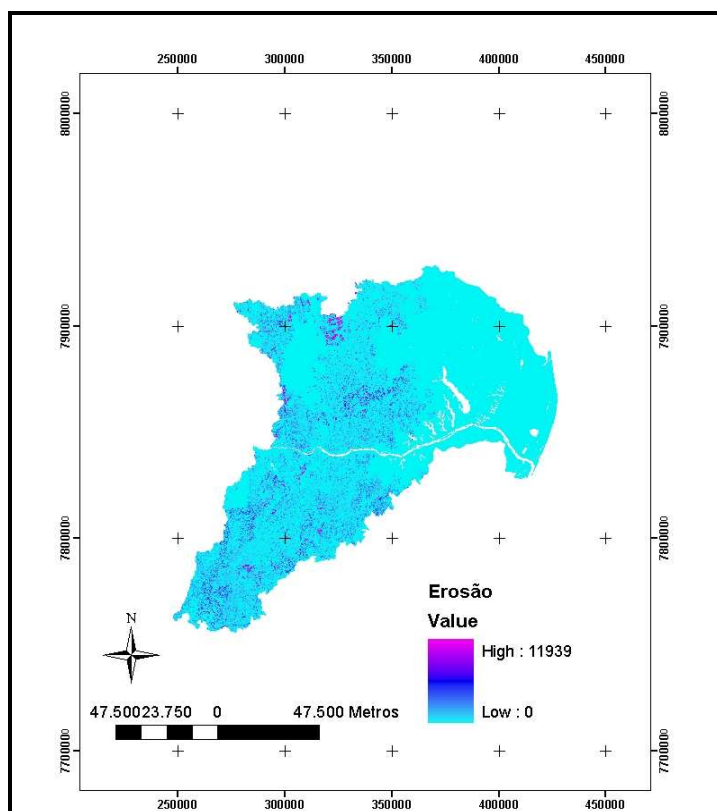 250000 300000 350000 400000 450000
8000000 8000000
7900000 7900000
7800000 7800000
7700000 7700000
Erosão
Value
High : 11939
Low : 0
N
47.50023.750 0 47.500 Metros
250000 300000 350000 400000 450000